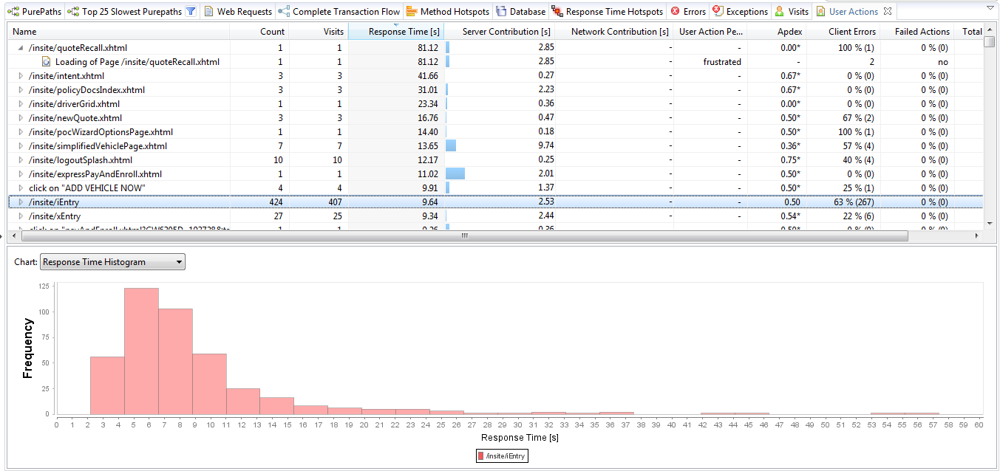 PurePaths Top 25 Slowest Purepaths Web Requests Complete Transaction Flow Method Hotspots Database Response Time Hotspots Errors Exceptions Visits User Actions
Name Count Visits Response Time [s] Server Contribution [s] Network Contribution [s] User Action Pe... Apdex Client Errors Failed Actions Total
/insite/quoteRecall.xhtml 1 1 81.12 2.85 - - 0.00* 100 % (1) 0 % (0)
Loading of Page /insite/quoteRecall.xhtml 1 1 81.12 2.85 - frustrated - 2 no
/insite/intent.xhtml 3 3 41.66 0.27 - - 0.67* 0 % (0) 0 % (0)
/insite/policyDocsIndex.xhtml 3 3 31.01 2.23 - - 0.67* 0 % (0) 0 % (0)
/insite/driverGrid.xhtml 1 1 23.34 0.36 - - 0.00* 0 % (0) 0 % (0)
/insite/newQuote.xhtml 3 3 16.76 0.47 - - 0.50* 67 % (2) 0 % (0)
/insite/pocWizardOptionsPage.xhtml 1 1 14.40 0.18 - - 0.50* 100 % (1) 0 % (0)
/insite/simplifiedVehiclePage.xhtml 7 7 13.65 9.74 - - 0.36* 57 % (4) 0 % (0)
/insite/logoutSplash.xhtml 10 10 12.17 0.25 - - 0.75* 40 % (4) 0 % (0)
/insite/expressPayAndEnroll.xhtml 1 1 11.02 2.01 - - 0.50* 0 % (0) 0 % (0)
click on "ADD VEHICLE NOW" 4 4 9.91 1.37 - - 0.50* 25 % (1) 0 % (0)
/insite/iEntry 424 407 9.64 2.53 - - 0.50 63 % (267) 0 % (0)
/insite/xEntry 27 25 9.34 2.44 - - 0.54* 22 % (6) 0 % (0)
Chart: Response Time Histogram
125
100
75
50
25
0
Frequency
0 1 2 3 4 5 6 7 8 9 10 11 12 13 14 15 16 17 18 19 20 21 22 23 24 25 26 27 28 29 30 31 32 33 34 35 36 37 38 39 40 41 42 43 44 45 46 47 48 49 50 51 52 53 54 55 56 57 58 59 60
Response Time [s]
/insite/iEntry